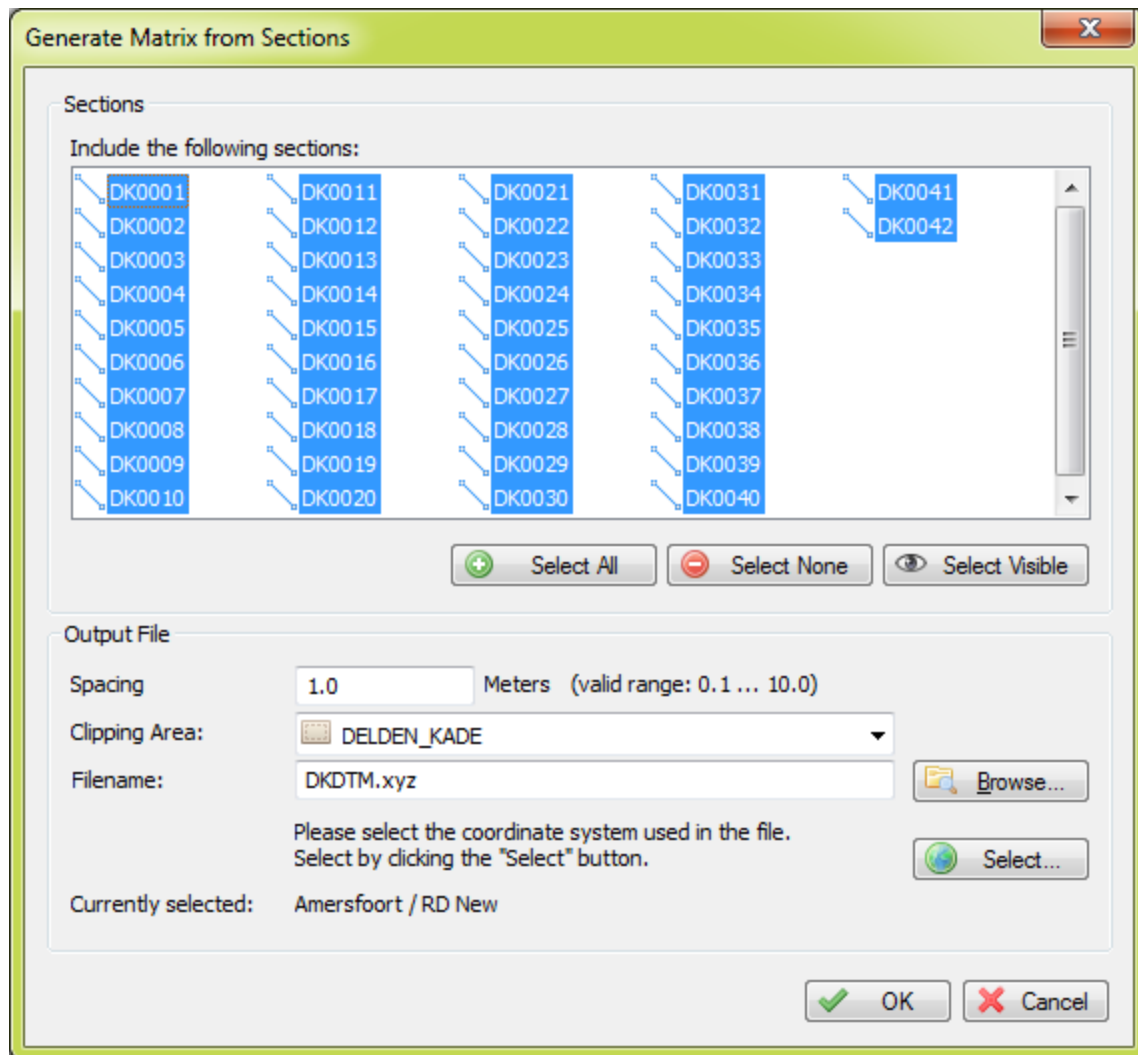 Generate Matrix from Sections
Sections
Include the following sections:
DK0001 DK0011 DK0021 DK0031 DK0041
DK0002 DK0012 DK0022 DK0032 DK0042
DK0003 DK0013 DK0023 DK0033
DK0004 DK0014 DK0024 DK0034
DK0005 DK0015 DK0025 DK0035
DK0006 DK0016 DK0026 DK0036
DK0007 DK0017 DK0027 DK0037
DK0008 DK0018 DK0028 DK0038
DK0009 DK0019 DK0029 DK0039
DK0010 DK0020 DK0030 DK0040
Select All Select None Select Visible
Output File
Spacing 1.0 Meters (valid range: 0.1 ... 10.0)
Clipping Area: DELDEN_KADE
Filename: DKDTM.xyz Browse...
Please select the coordinate system used in the file.
Select by clicking the "Select" button. Select...
Currently selected: Amersfoort / RD New
OK Cancel